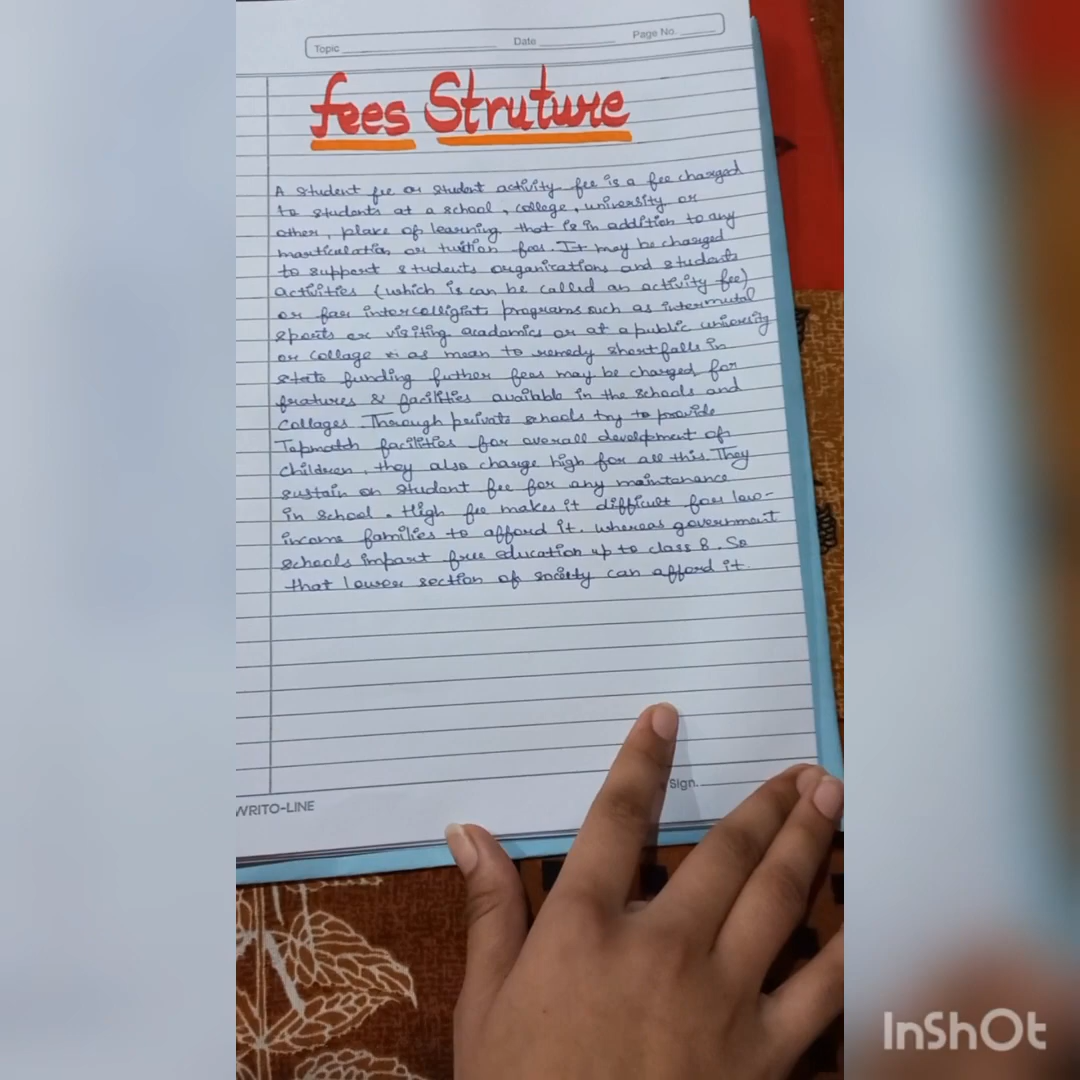 Topic Date Page No.
fees Struture
A student fee or student activity fee is a fee charged
to students at a school, college, university or
other, place of learning that is in addition to any
marticulation or tuition fees. It may be charged
to support students organications and students
activities (which is can be called an activity fee)
or for intercolligist programs such as intermutal
sports or visiting academics or at a public university
or collage as mean to remedy shortfalls in
state funding futher fees may be charged for
fratures & facilities available in the schools and
collages. Through private schools try to provide
Topmatch facilities for overall develpment of
children, they also charge high for all this. They
sustain on student fee for any maintenance
in school. High fee makes it difficult for low-
income families to afford it. whereas government
schools impart free education up to class 8. So
that lower section of society can afford it.
Sign.
WRITO-LINE
InShOt